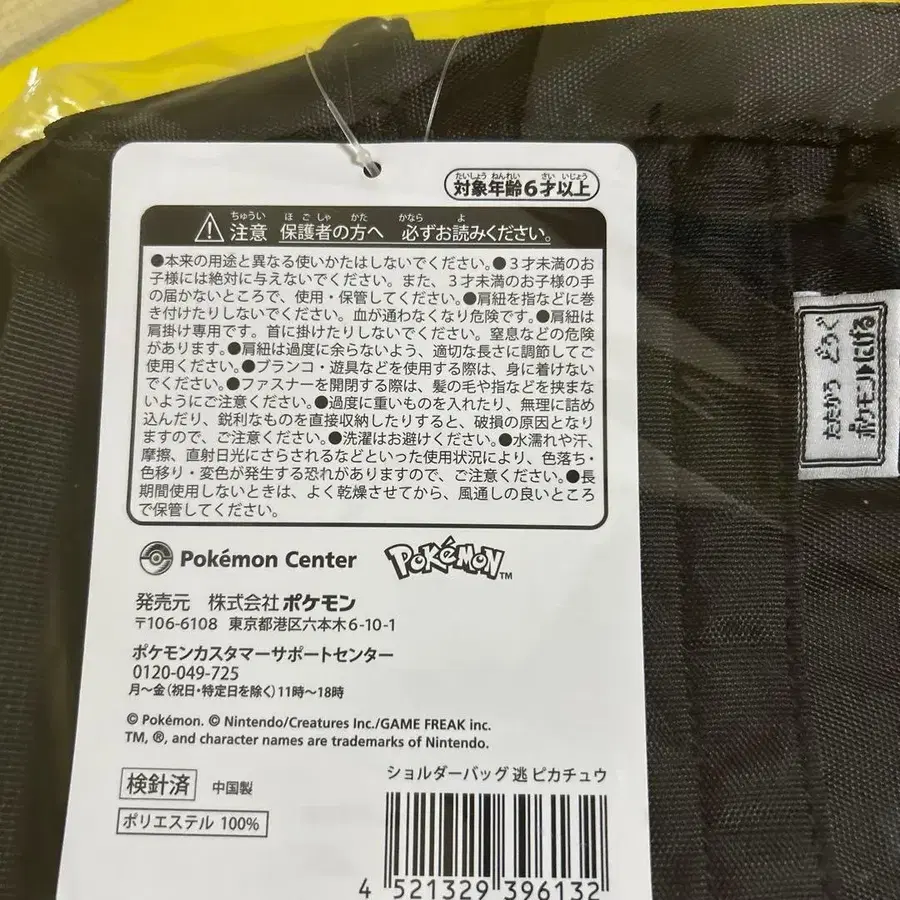 対象年齢6才以上
たいしょう ねんれい さい いじょう
⚠注意 保護者の方へ 必ずお読みください。
ちゅうい ほごしゃ かた かなら よ
●本来の用途と異なる使いかたはしないでください。●3才未満のお
子様には絶対に与えないでください。また、3才未満のお子様の手
の届かないところで、使用・保管してください。●肩紐を指などに巻
き付けたりしないでください。血が通わなくなり危険です。●肩紐は
肩掛け専用です。首に掛けたりしないでください。窒息などの危険
があります。●肩紐は過度に余らないよう、適切な長さに調節してご
使用ください。●ブランコ・遊具などを使用する際は、身に着けない
でください。●ファスナーを開閉する際は、髪の毛や指などを挟まな
いようにご注意ください。●過度に重いものを入れたり、無理に詰め
込んだり、鋭利なものを直接収納したりすると、破損の原因となり
ますので、ご注意ください。●洗濯はお避けください。●水濡れや汗、
摩擦、直射日光にさらされるなどといった使用状況により、色落ち・
色移り・変色が発生する恐れがありますので、ご注意ください。●長
期間使用しないときは、よく乾燥させてから、風通しの良いところ
で保管してください。
Pokémon Center POKéMON™
発売元 株式会社ポケモン
〒106-6108 東京都港区六本木6-10-1
ポケモンカスタマーサポートセンター
0120-049-725
月〜金(祝日・特定日を除く)11時〜18時
© Pokémon. © Nintendo/Creatures Inc./GAME FREAK inc.
TM, ®, and character names are trademarks of Nintendo.
検針済 中国製
ポリエステル 100%
ショルダーバッグ 逃 ピカチュウ
4 521329 396132
たたかう どうぐ
ポケモン▶にげる